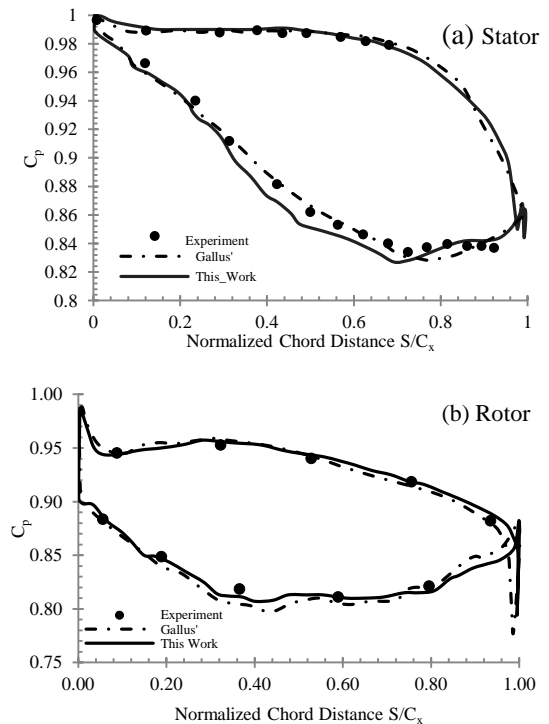 1
(a) Stator
0.98
0.96
0.94
0.92
0.9
0.88
0.86
0.84
0.82
0.8
C_p
Experiment
Gallus'
This_Work
0 0.2 0.4 0.6 0.8 1
Normalized Chord Distance S/C_x
1.00
(b) Rotor
0.95
0.90
0.85
0.80
0.75
C_p
Experiment
Gallus'
This Work
0.00 0.20 0.40 0.60 0.80 1.00
Normalized Chord Distance S/C_x